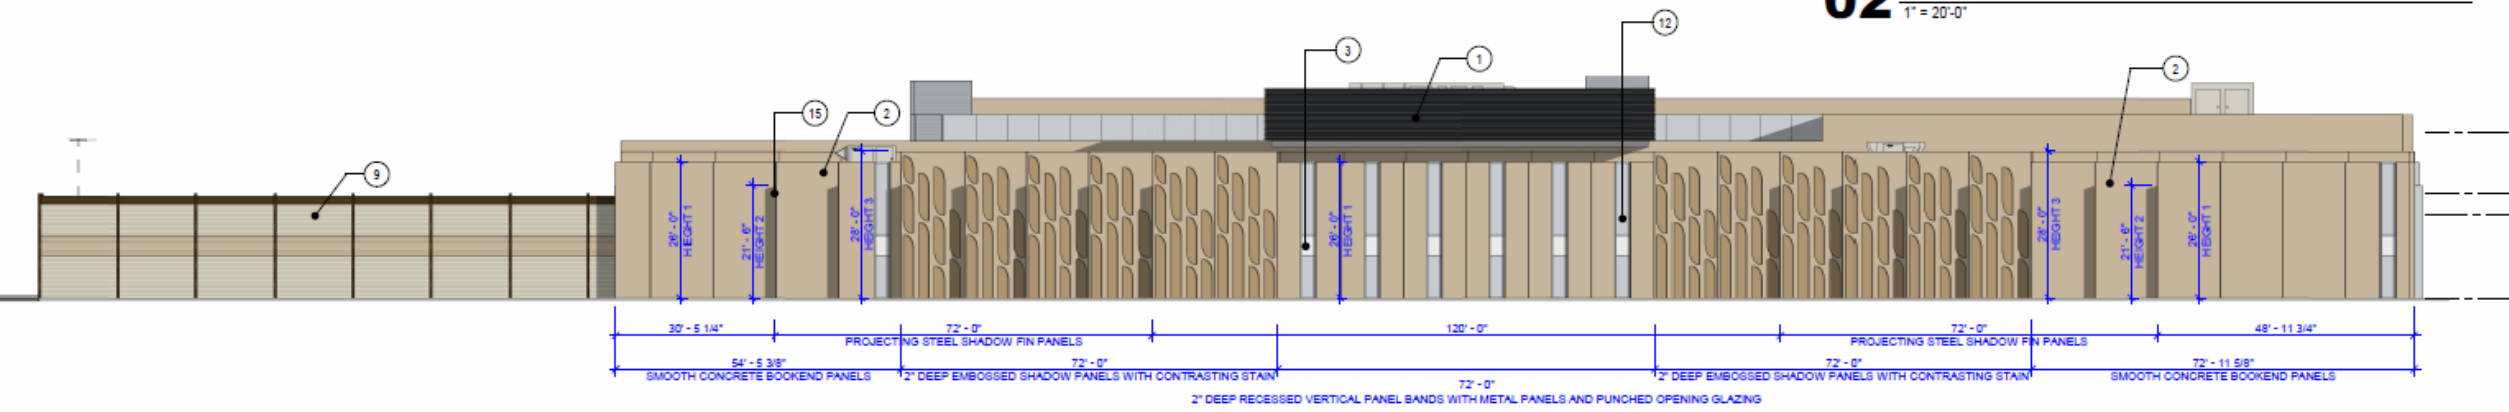 02
1" = 20'-0"
12
3
1
2
15
2
9
26' - 0"
HEIGHT 1
21' - 6"
HEIGHT 2
28' - 0"
HEIGHT 3
26' - 0"
HEIGHT 1
28' - 0"
HEIGHT 3
21' - 6"
HEIGHT 2
26' - 0"
HEIGHT 1
30' - 5 1/4" 72' - 0" 120' - 0" 72' - 0" 48' - 11 3/4"
PROJECTING STEEL SHADOW FIN PANELS PROJECTING STEEL SHADOW FIN PANELS
54' - 5 3/8" 72' - 0" 72' - 0" 72' - 11 5/8"
SMOOTH CONCRETE BOOKEND PANELS 2" DEEP EMBOSSED SHADOW PANELS WITH CONTRASTING STAIN 2" DEEP EMBOSSED SHADOW PANELS WITH CONTRASTING STAIN SMOOTH CONCRETE BOOKEND PANELS
72' - 0"
2" DEEP RECESSED VERTICAL PANEL BANDS WITH METAL PANELS AND PUNCHED OPENING GLAZING